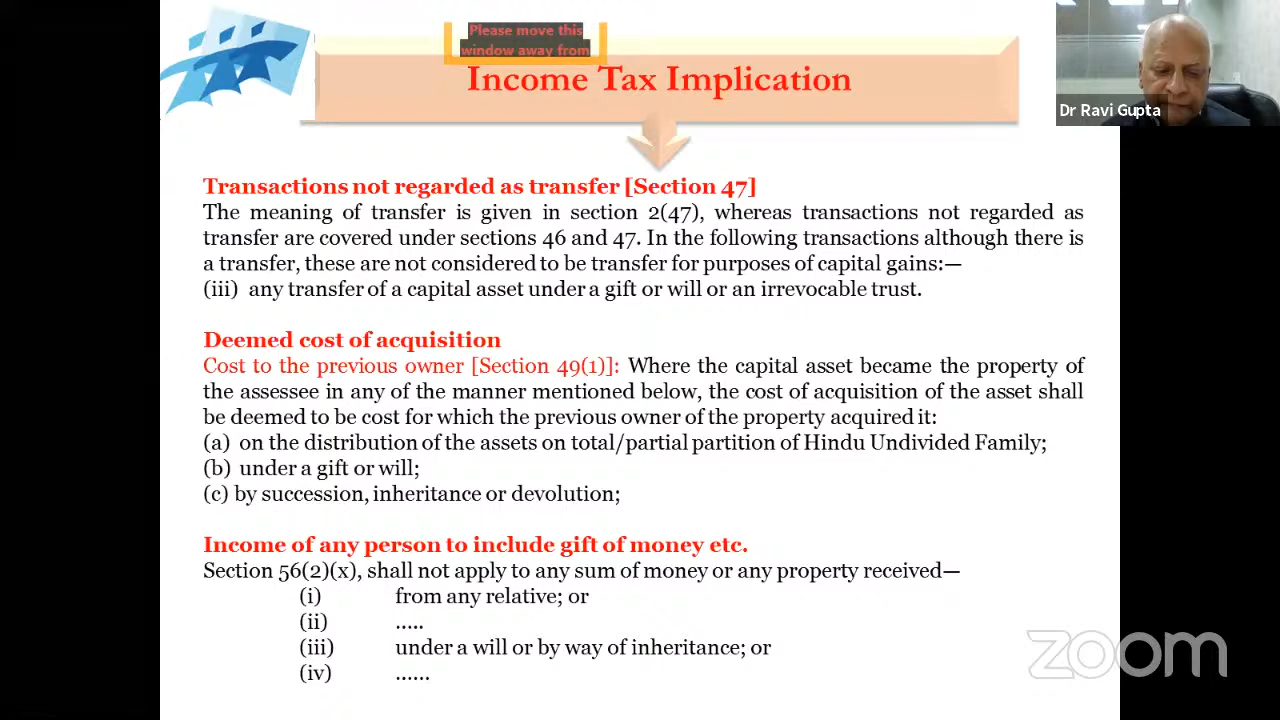 Please move this
window away from
Income Tax Implication
Dr Ravi Gupta
Transactions not regarded as transfer [Section 47]
The meaning of transfer is given in section 2(47), whereas transactions not regarded as
transfer are covered under sections 46 and 47. In the following transactions although there is
a transfer, these are not considered to be transfer for purposes of capital gains:—
(iii) any transfer of a capital asset under a gift or will or an irrevocable trust.
Deemed cost of acquisition
Cost to the previous owner [Section 49(1)]: Where the capital asset became the property of
the assessee in any of the manner mentioned below, the cost of acquisition of the asset shall
be deemed to be cost for which the previous owner of the property acquired it:
(a) on the distribution of the assets on total/partial partition of Hindu Undivided Family;
(b) under a gift or will;
(c) by succession, inheritance or devolution;
Income of any person to include gift of money etc.
Section 56(2)(x), shall not apply to any sum of money or any property received—
(i) from any relative; or
(ii) .....
(iii) under a will or by way of inheritance; or
(iv) ......
zoom